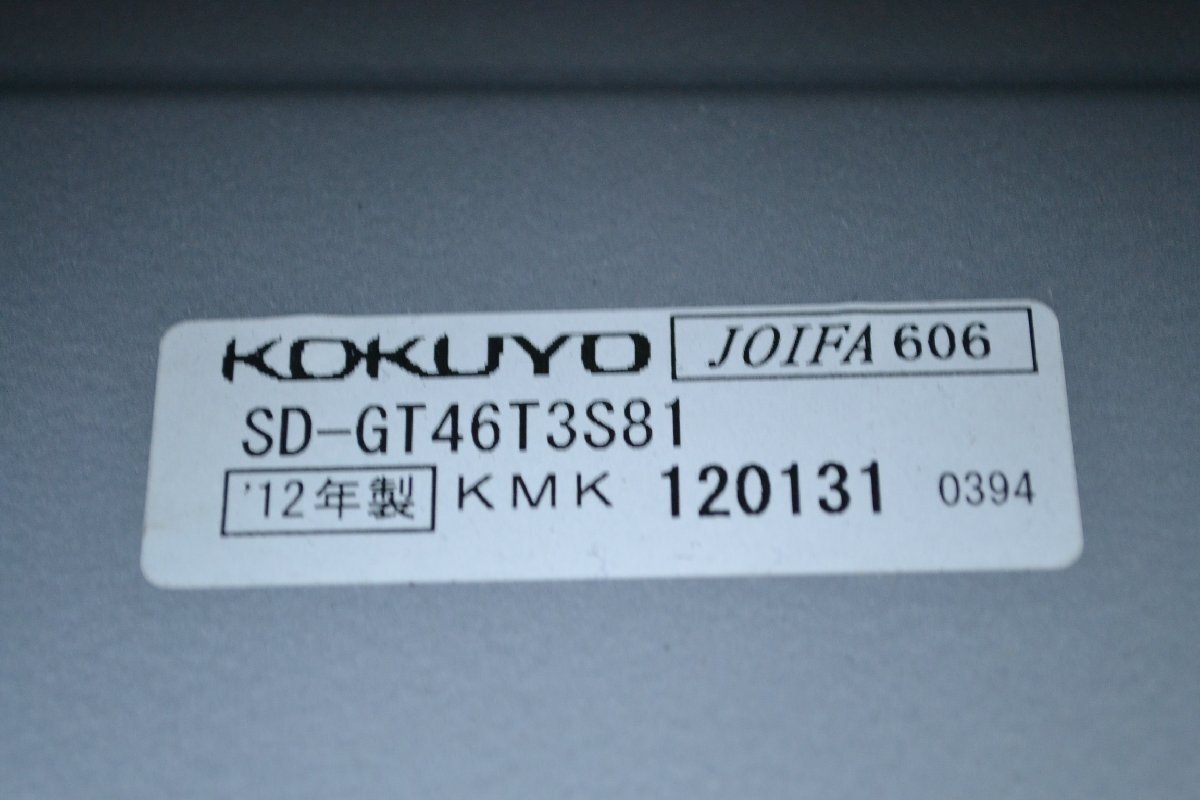 KOKUYO JOIFA 606
SD-GT46T3S81
'12年製 KMK 120131 0394